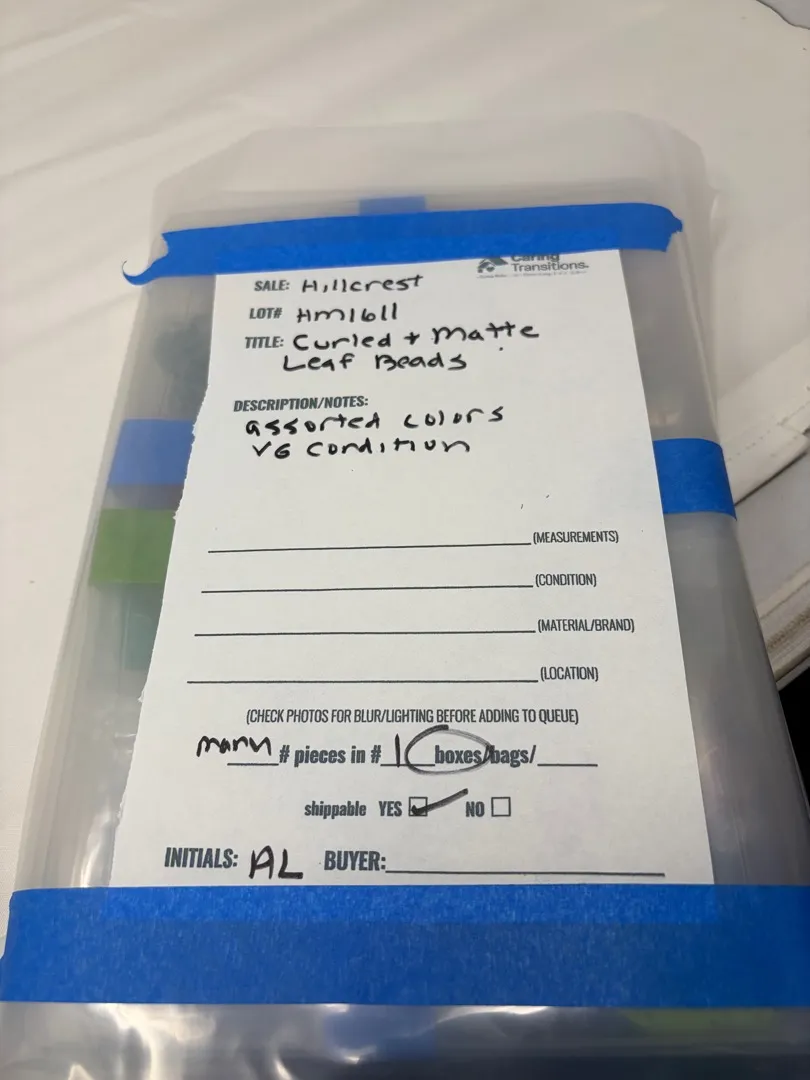 Caring
Transitions
SALE: Hillcrest
LOT# Hm1611
TITLE: Curled + Matte
Leaf Beads
DESCRIPTION/NOTES:
assorted colors
VG condition
(MEASUREMENTS)
(CONDITION)
(MATERIAL/BRAND)
(LOCATION)
(CHECK PHOTOS FOR BLUR/LIGHTING BEFORE ADDING TO QUEUE)
many # pieces in # 1 boxes/bags/
shippable YES NO
INITIALS: AL BUYER: